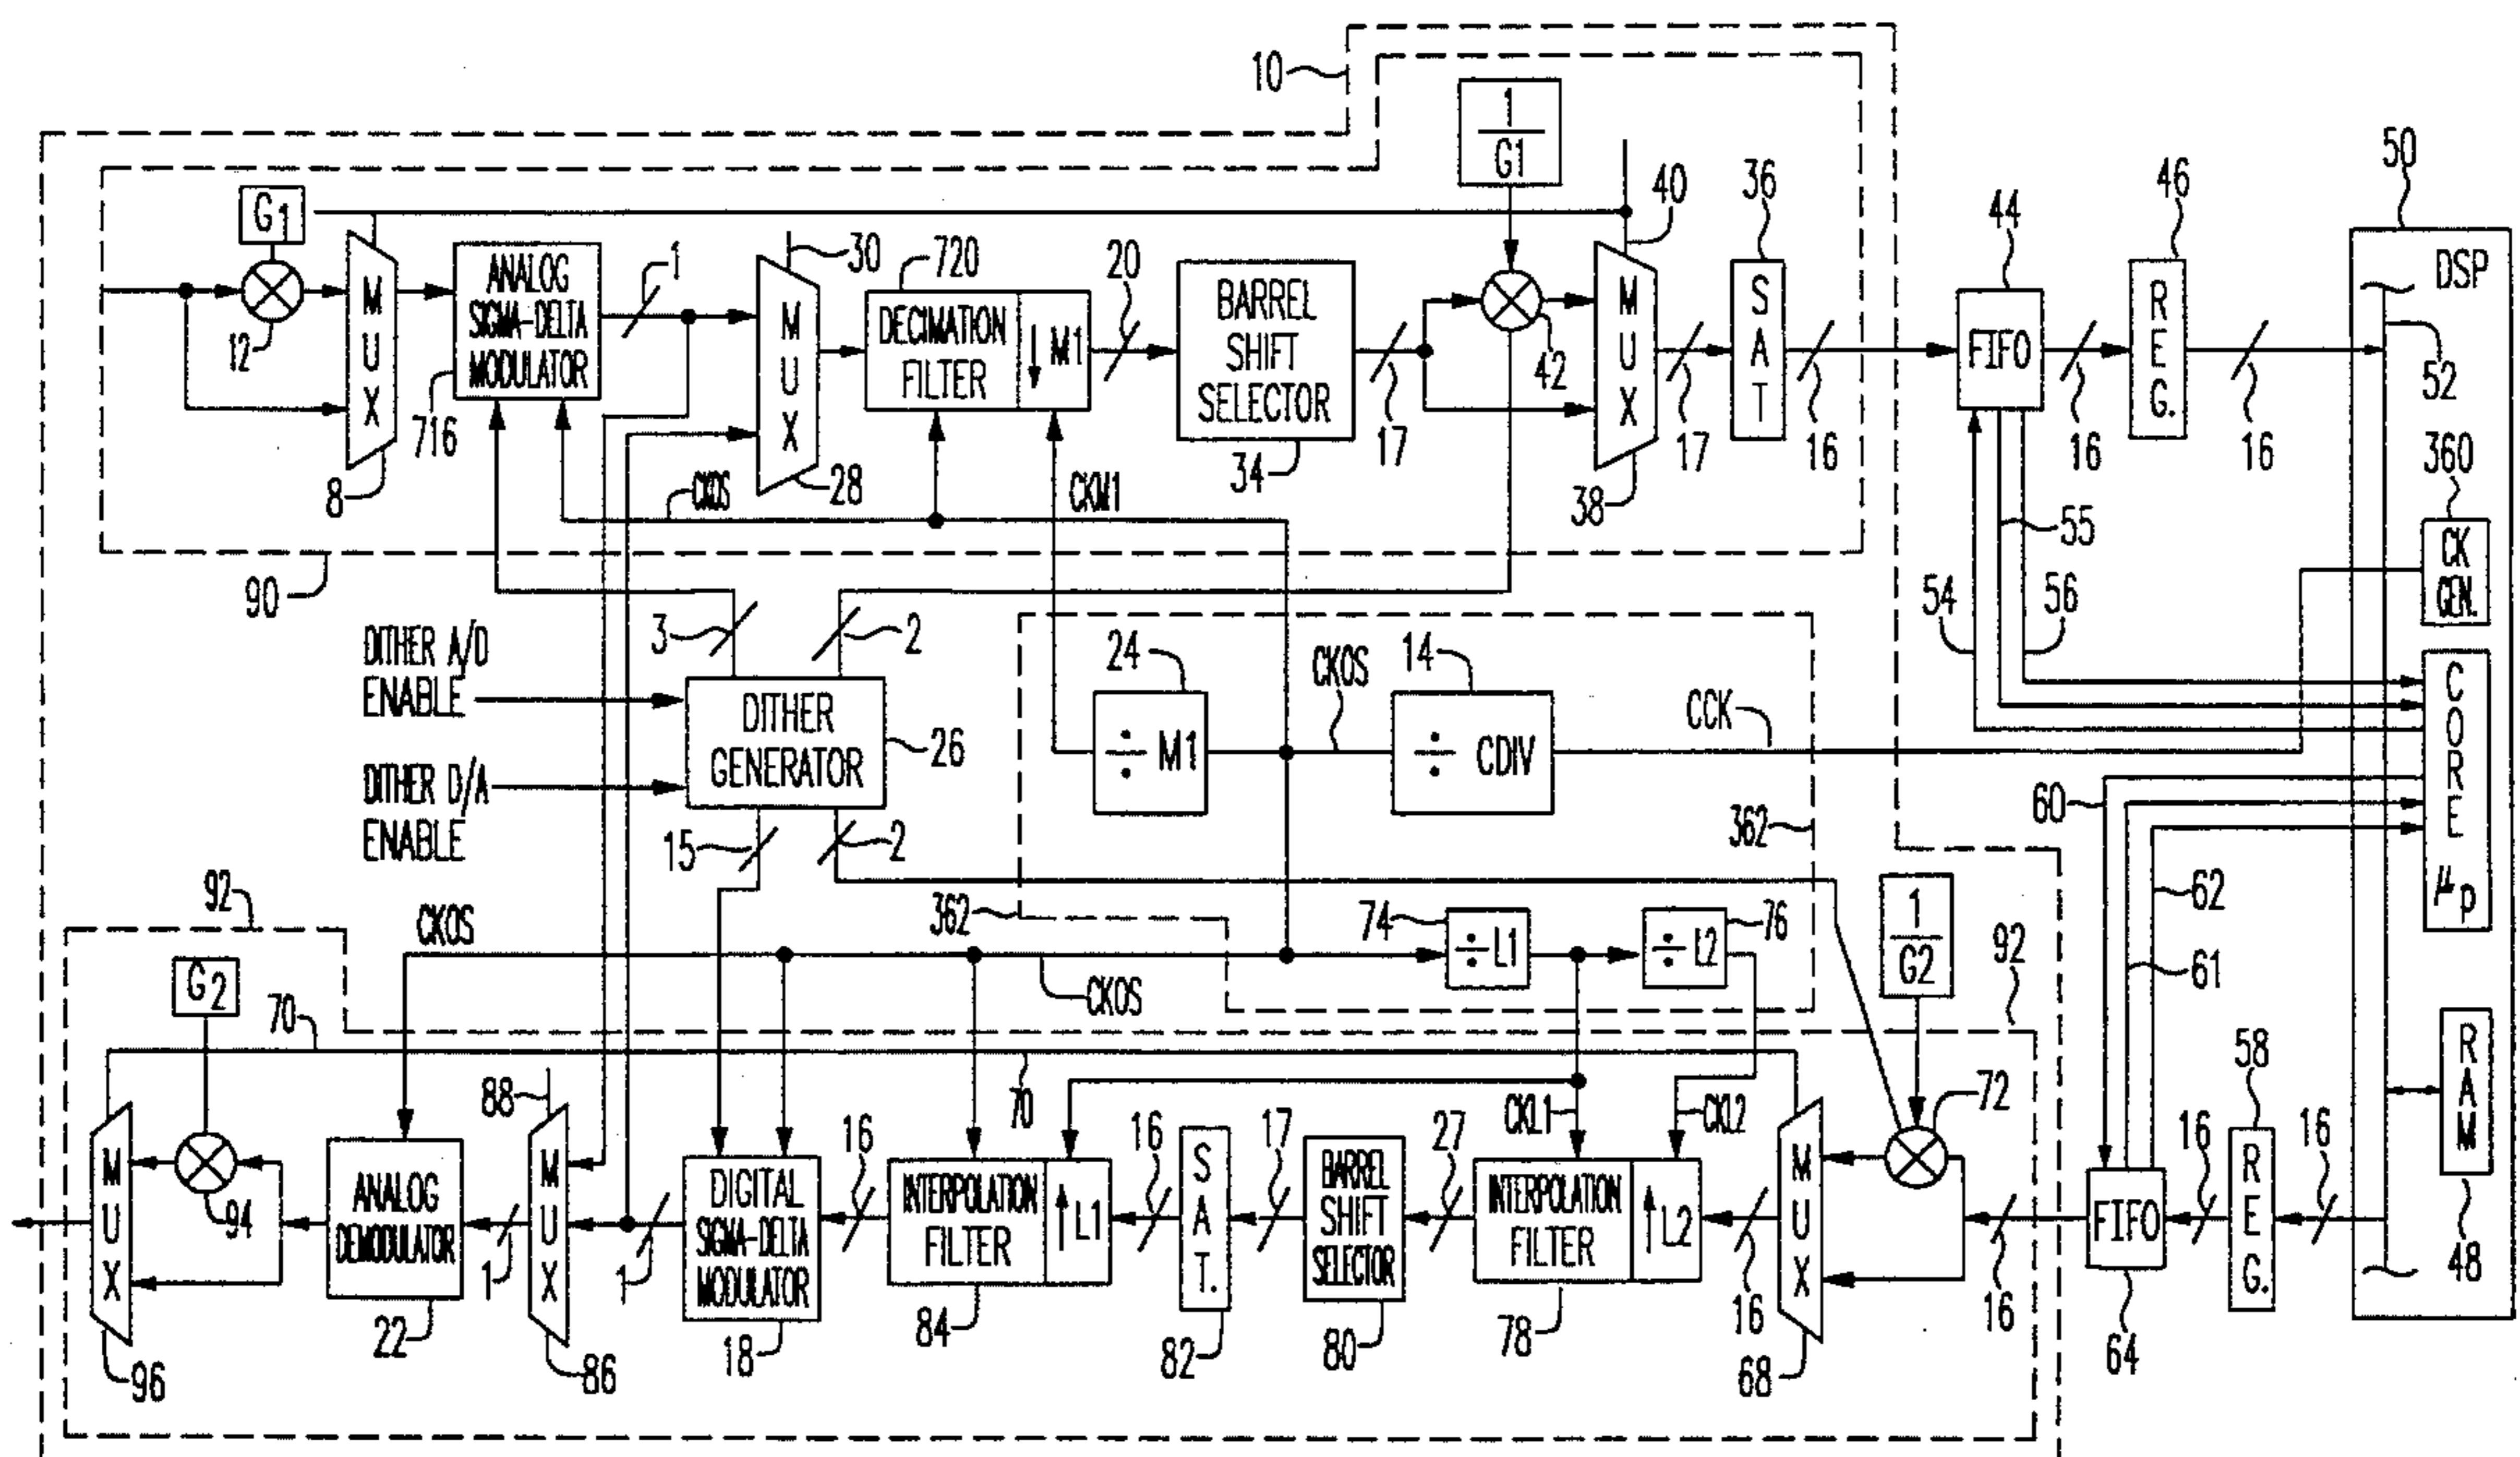 10
1
G1
50
DSP
G1
40
36
44
46
12
MUX
ANALOG
SIGMA-DELTA
MODULATOR
716
8
1
30
MUX
28
720
DECIMATION
FILTER
↓ M1
20
BARREL
SHIFT
SELECTOR
34
17
42
MUX
38
17
SAT
16
FIFO
16
REG.
16
52
360
CK
GEN.
CKOS
CKM1
90
54
55
56
3
2
DITHER A/D
ENABLE
DITHER D/A
ENABLE
DITHER
GENERATOR
26
24
÷ M1
CKOS
14
÷ CDIV
CCK
CORE
μp
60
62
61
15
2
362
362
92
CKOS
CKOS
74
÷ L1
76
÷ L2
1
G2
92
G2
70
70
88
MUX
96
94
ANALOG
DEMODULATOR
22
1
MUX
86
1
DIGITAL
SIGMA-DELTA
MODULATOR
18
16
INTERPOLATION
FILTER
↑ L1
84
16
SAT.
82
17
BARREL
SHIFT
SELECTOR
80
27
CKL1
CKL2
INTERPOLATION
FILTER
↑ L2
78
16
MUX
68
72
16
FIFO
64
16
58
REG.
16
RAM
48